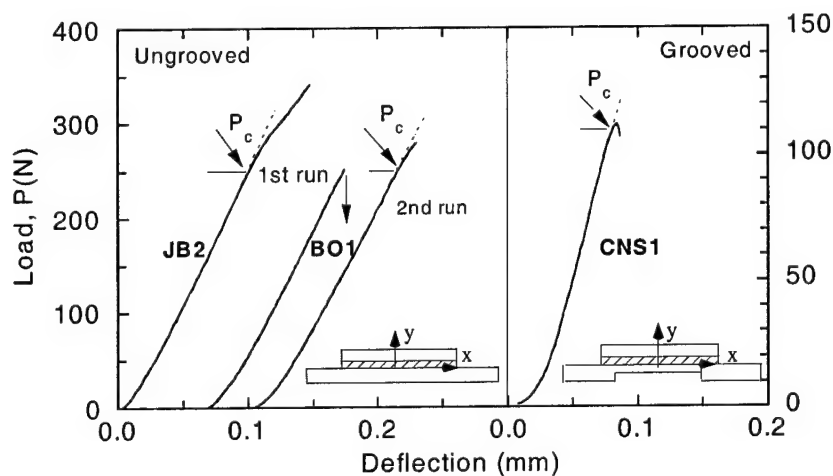 400
300
200
100
0
Load, P(N)
Ungrooved
P c
1st run
2nd run
JB2
BO1
y
x
0.0
0.1
0.2
Grooved
P c
CNS1
y
x
150
100
50
0
0.0
0.1
0.2
Deflection (mm)